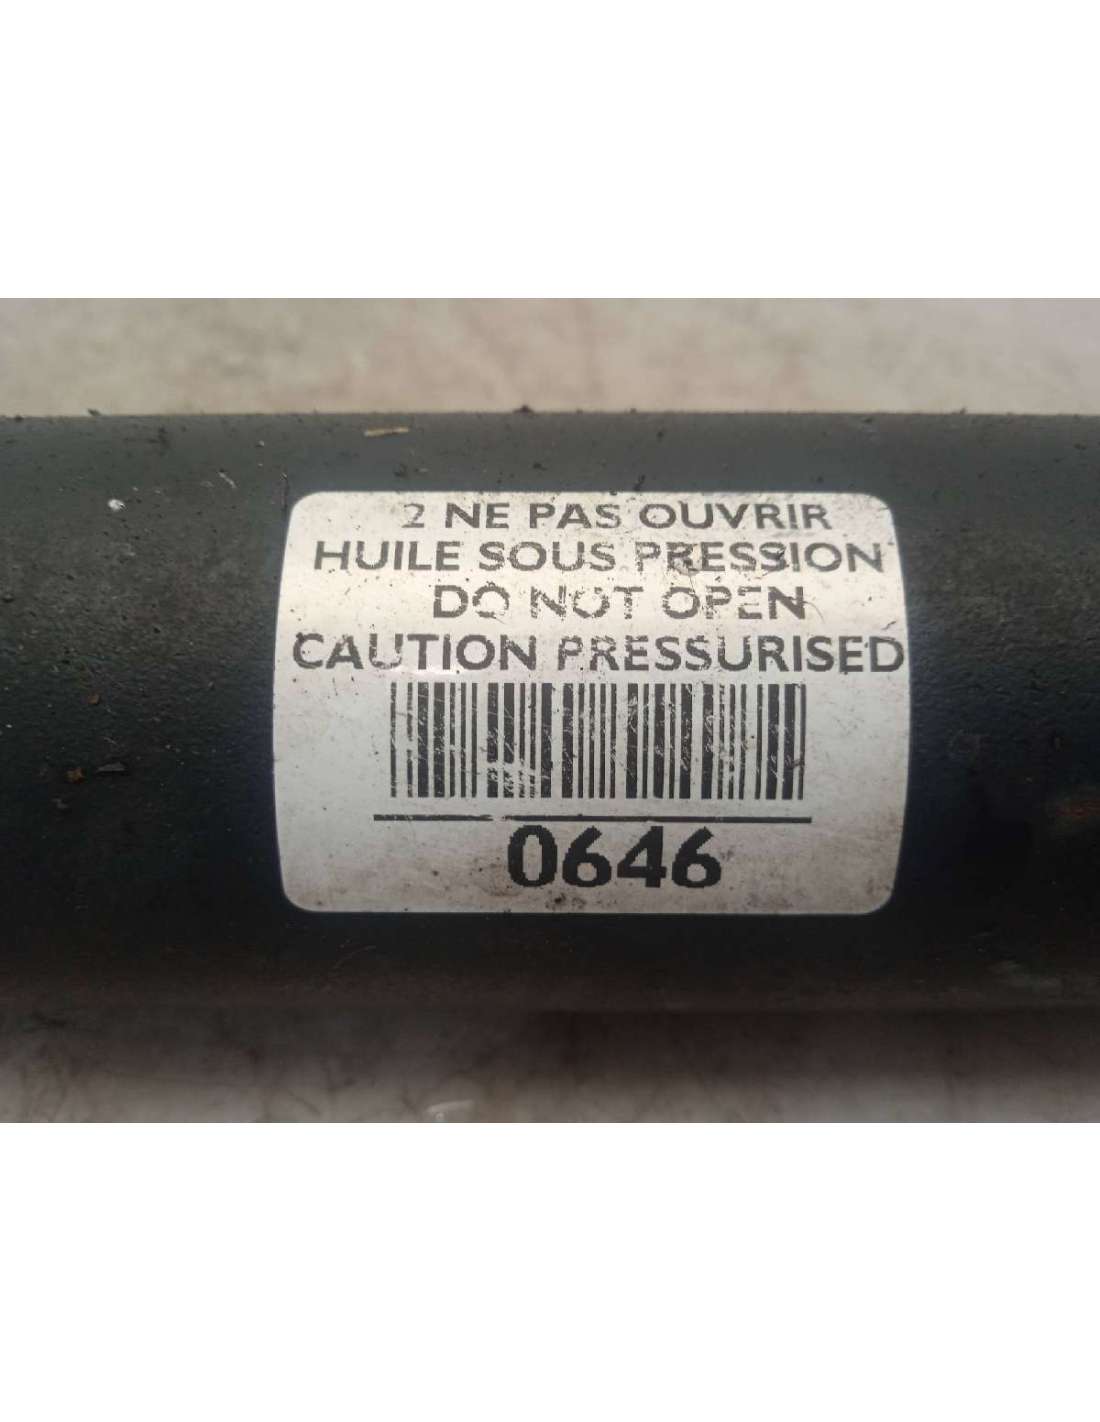 2 NE PAS OUVRIR
HUILE SOUS PRESSION
DO NOT OPEN
CAUTION PRESSURISED
0646